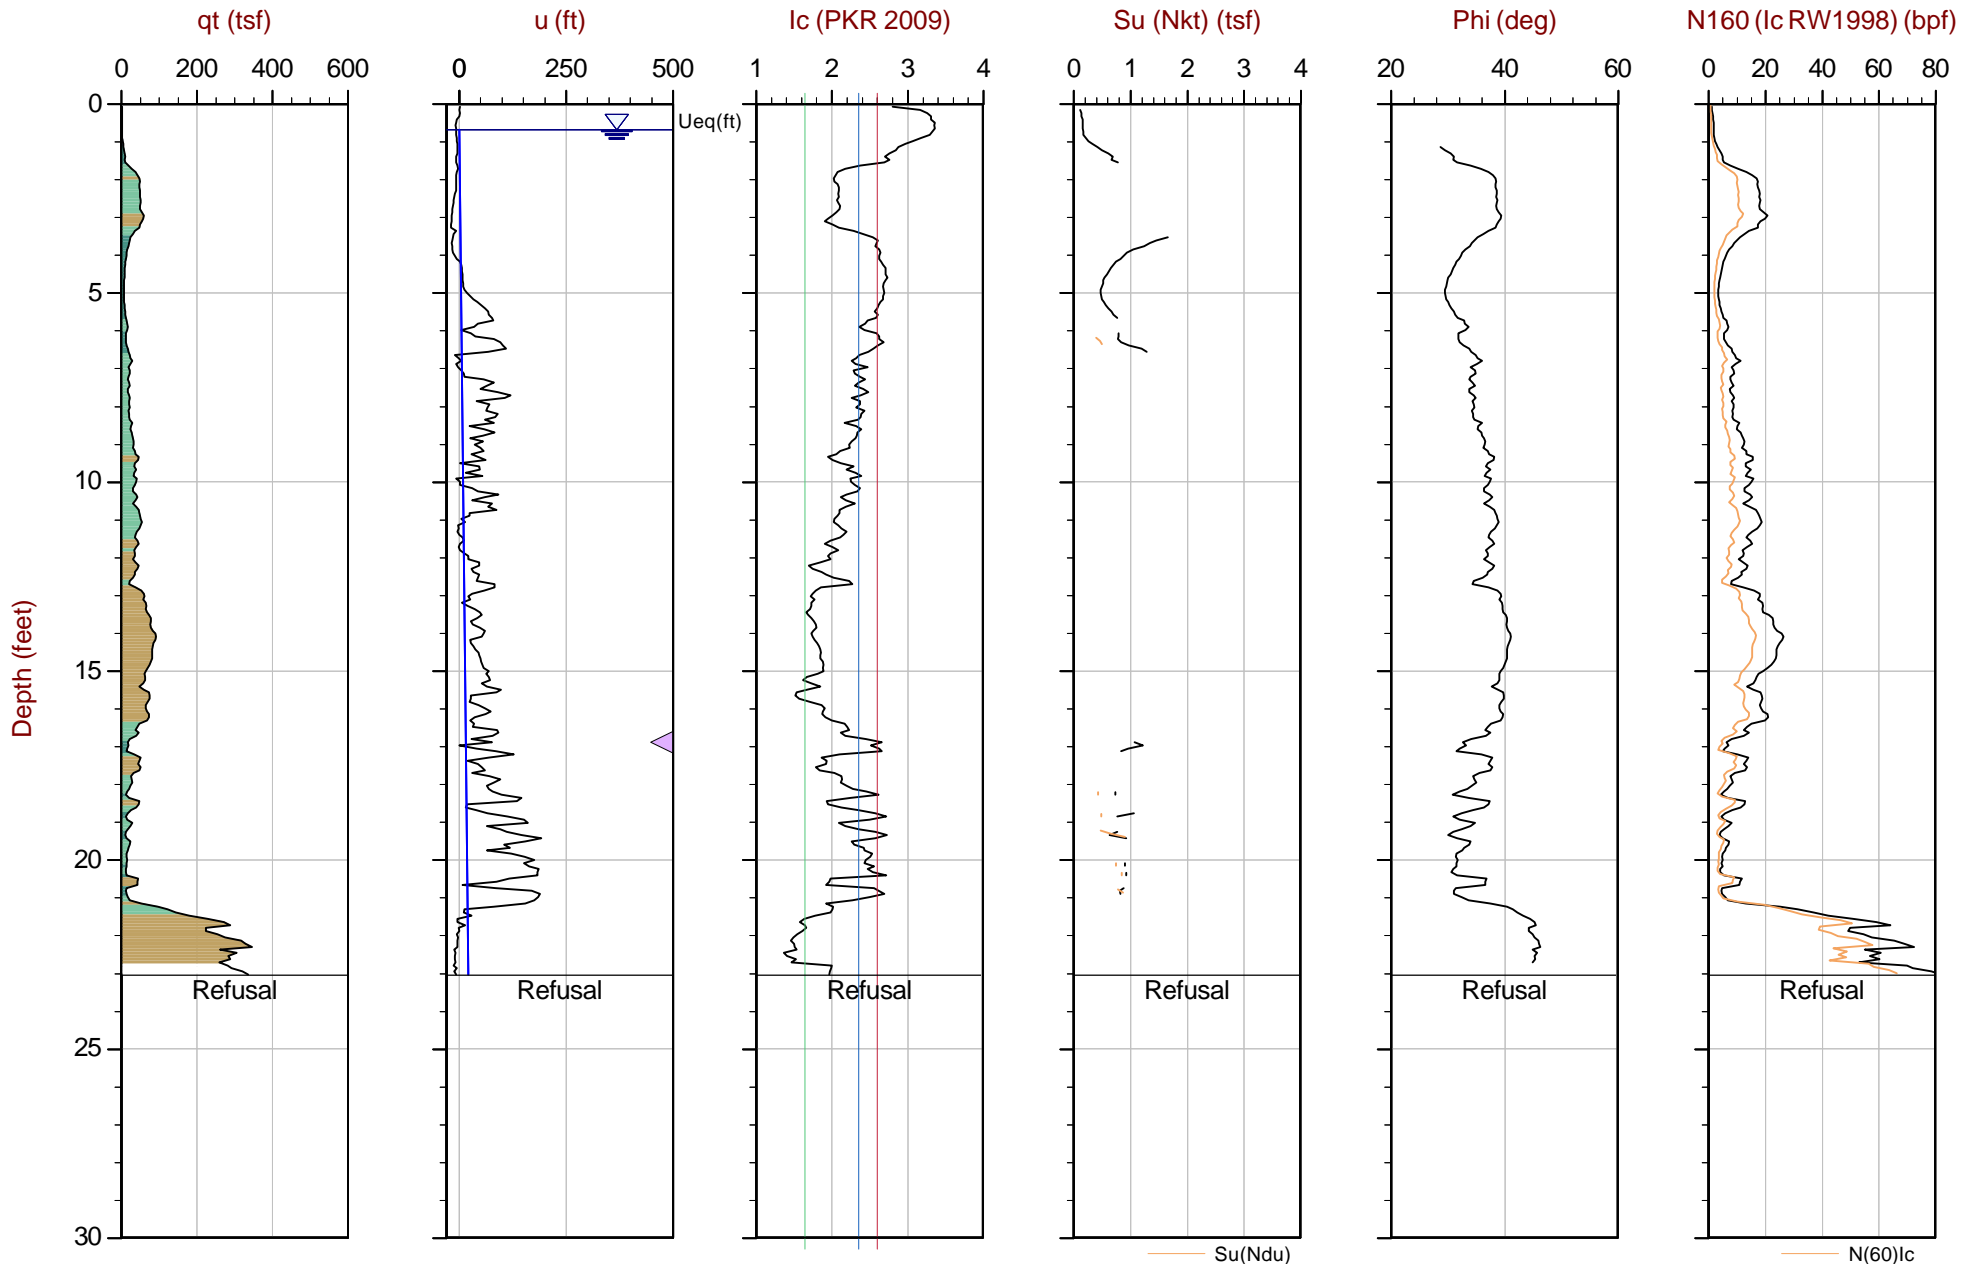 qt (tsf) u (ft) Ic (PKR 2009) Su (Nkt) (tsf) Phi (deg) N160 (Ic RW1998) (bpf)
0 200 400 600 0 250 500 1 2 3 4 0 1 2 3 4 20 40 60 0 20 40 60 80
0
Ueq(ft)
5
10
15
20
25
30
Depth (feet)
Refusal Refusal Refusal Refusal Refusal Refusal
Su(Ndu) N(60)Ic